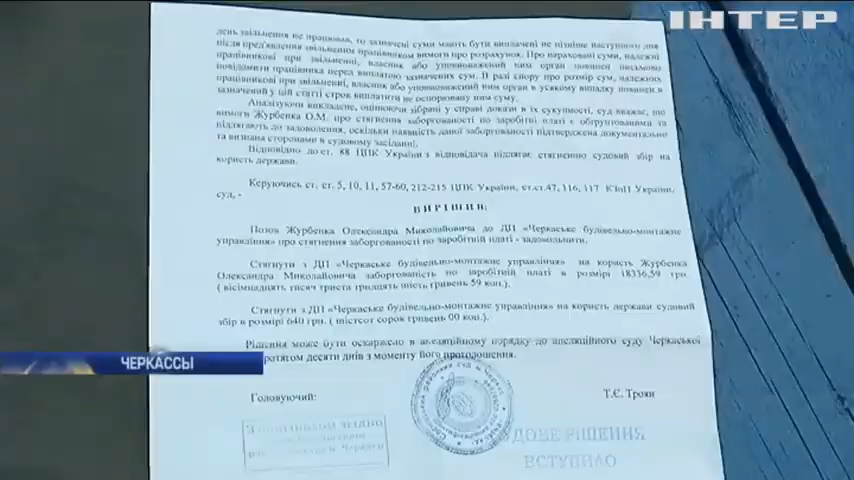 ІНТЕР
день звільнення не працював, то зазначені суми мають бути виплачені не пізніше наступного дня
після пред'явлення звільненим працівником вимоги про розрахунок. Про нараховані суми, належні
працівникові при звільненні, власник або уповноважений ним орган повинен письмово
повідомити працівника перед виплатою зазначених сум. В разі спору про розмір сум, належних
працівникові при звільненні, власник або уповноважений ним орган в усякому випадку повинен в
зазначений у цій статті строк виплатити не оспорювану ним суму.
Аналізуючи викладене, оцінюючи зібрані у справі докази в їх сукупності, суд вважає, що
вимоги Журбенка О.М. про стягнення заборгованості по заробітній платі є обґрунтованими та
підлягають до задоволення, оскільки наявність даної заборгованості підтверджена документально
та визнана сторонами в судовому засіданні.
Відповідно до ст. 88 ЦПК України з відповідача підлягає стягненню судовий збір на
користь держави.
Керуючись ст. ст. 5, 10, 11, 57-60, 212-215 ЦПК України, ст.ст.47, 116, 117 КЗпП України,
суд, -
ВИРІШИВ:
Позов Журбенка Олександра Миколайовича до ДП «Черкаське будівельно-монтажне
управління» про стягнення заборгованості по заробітній платі - задовольнити.
Стягнути з ДП «Черкаське будівельно-монтажне управління» на користь Журбенка
Олександра Миколайовича заборгованість по заробітній платі в розмірі 18336,59 грн.
( вісімнадцять тисяч триста тридцять шість гривень 59 коп.).
Стягнути з ДП «Черкаське будівельно-монтажне управління» на користь держави судовий
збір в розмірі 640 грн. ( шістсот сорок гривень 00 коп.).
Рішення може бути оскаржено в апеляційному порядку до апеляційного суду Черкаської
протягом десяти днів з моменту його проголошення.
ЧЕРКАССЫ
Головуючий:
Т.Є. Троян
З ОРИГІНАЛОМ ЗГІДНО
РІШЕННЯ
ВСТУПИЛО